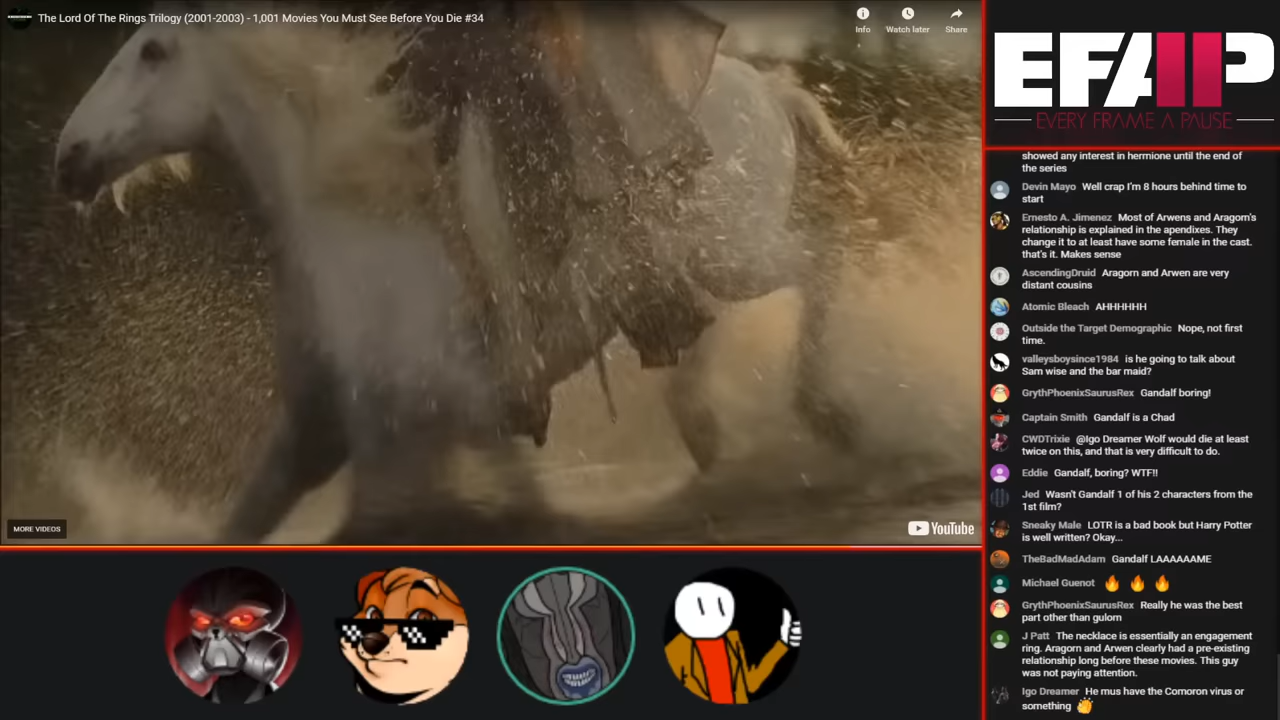 The Lord Of The Rings Trilogy (2001-2003) - 1,001 Movies You Must See Before You Die #34
Info
Watch later
Share
MORE VIDEOS
YouTube
EFAP
EVERY FRAME A PAUSE
showed any interest in hermione until the end of
the series
Devin Mayo Well crap I'm 8 hours behind time to
start
Ernesto A. Jimenez Most of Arwens and Aragorn's
relationship is explained in the apendixes. They
change it to at least have some female in the cast.
that's it. Makes sense
AscendingDruid Aragorn and Arwen are very
distant cousins
Atomic Bleach AHHHHHH
Outside the Target Demographic Nope, not first
time.
valleysboysince1984 is he going to talk about
Sam wise and the bar maid?
GrythPhoenixSaurusRex Gandalf boring!
Captain Smith Gandalf is a Chad
CWDTrixie @Igo Dreamer Wolf would die at least
twice on this, and that is very difficult to do.
Eddie Gandalf, boring? WTF!!
Jed Wasn't Gandalf 1 of his 2 characters from the
1st film?
Sneaky Male LOTR is a bad book but Harry Potter
is well written? Okay...
TheBadMadAdam Gandalf LAAAAAAME
Michael Guenot 🔥 🔥 🔥
GrythPhoenixSaurusRex Really he was the best
part other than gulorn
J Patt The necklace is essentially an engagement
ring. Aragorn and Arwen clearly had a pre-existing
relationship long before these movies. This guy
was not paying attention.
Igo Dreamer He mus have the Comoron virus or
something 👏